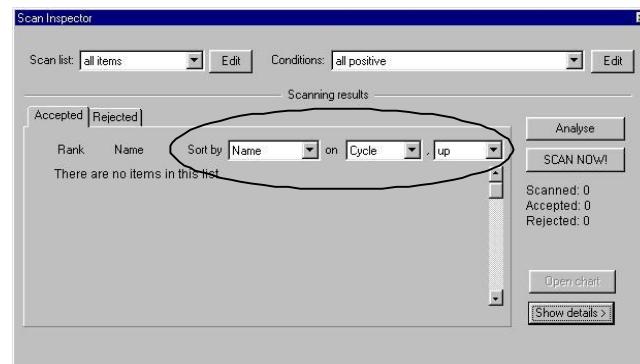 Scan Inspector
Scan list: all items Edit Conditions: all positive Edit
Scanning results
Accepted Rejected
Rank Name Sort by Name on Cycle , up
There are no items in this list
Analyse
SCAN NOW!
Scanned: 0
Accepted: 0
Rejected: 0
Open chart
Show details >